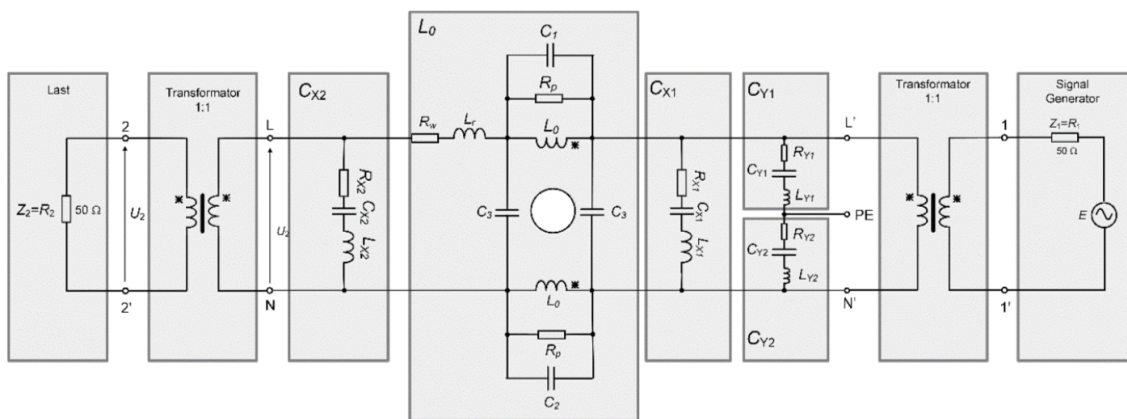 Last
Z2=R2
50 Ω
2
U2
2'
Transformator
1:1
L
U2
N
CX2
RX2
CX2
LX2
L0
C1
Rp
Rw
Lr
L0
C3
C3
L0
Rp
C2
CX1
RX1
CX1
LX1
CY1
RY1
CY1
LY1
RY2
CY2
LY2
CY2
L'
PE
N'
Transformator
1:1
1
1'
Signal
Generator
Z1=R1
50 Ω
E